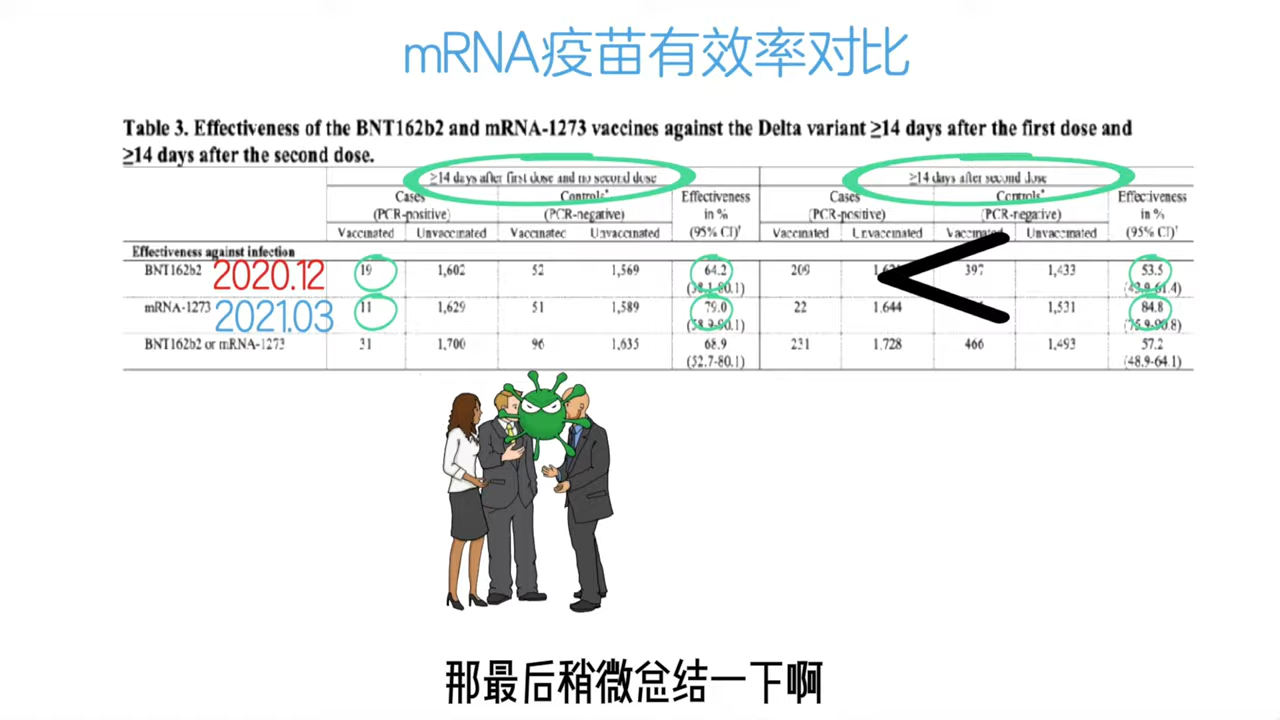 mRNA疫苗有效率对比
Table 3. Effectiveness of the BNT162b2 and mRNA-1273 vaccines against the Delta variant ≥14 days after the first dose and
≥14 days after the second dose.
≥14 days after first dose and no second dose ≥14 days after second dose
Cases Controls* Effectiveness Cases Controls* Effectiveness
(PCR-positive) (PCR-negative) in % (PCR-positive) (PCR-negative) in %
Vaccinated Unvaccinated Vaccinated Unvaccinated (95% CI)† Vaccinated Unvaccinated Vaccinated Unvaccinated (95% CI)†
Effectiveness against infection
BNT162b2 2020.12 19 1,602 52 1,569 64.2 209 397 1,433 53.5
mRNA-1273 2021.03 11 1,629 51 1,589 79.0 22 1.644 1,531 84.8
BNT162b2 or mRNA-1273 31 1,700 96 1,635 68.9 231 1,728 466 1,493 57.2
(52.7-80.1) (48.9-64.1)
那最后稍微总结一下啊